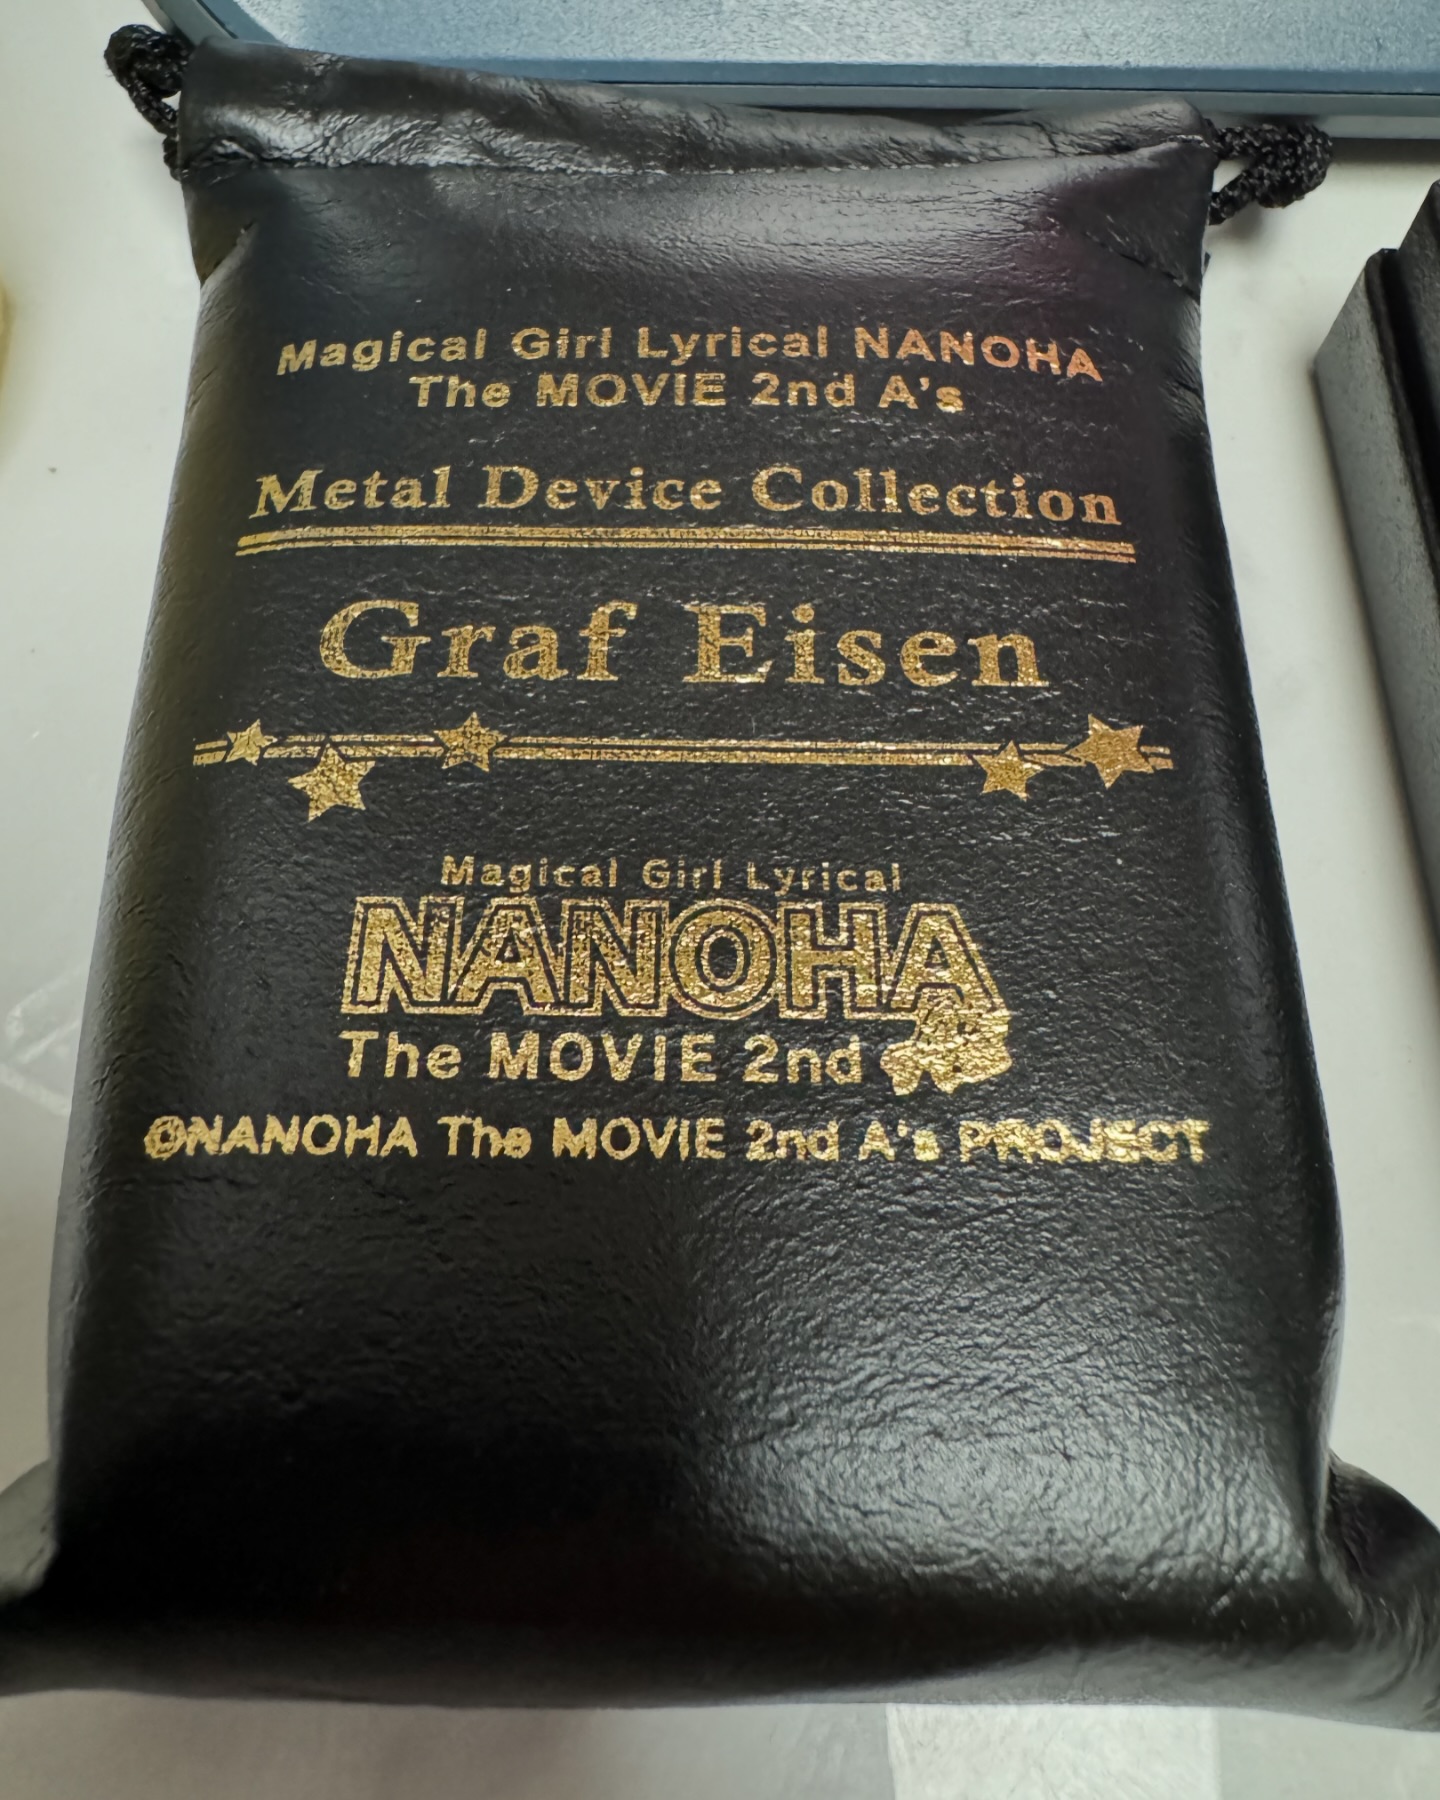 Magical Girl Lyrical NANOHA
The MOVIE 2nd A's
Metal Device Collection
Graf Eisen
Magical Girl Lyrical
NANOHA
The MOVIE 2nd
©NANOHA The MOVIE 2nd A's PROJECT